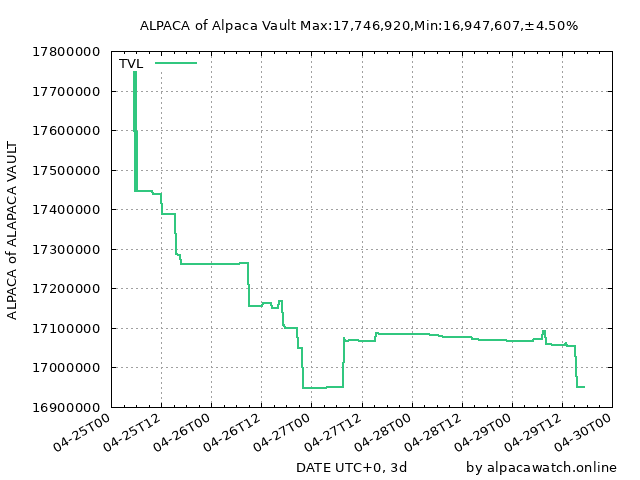 ALPACA of Alpaca Vault Max:17,746,920,Min:16,947,607,±4.50%
17800000
TVL
17700000
17600000
17500000
17400000
17300000
17200000
17100000
17000000
16900000
ALPACA of ALAPACA VAULT
04-25T00
04-25T12
04-26T00
04-26T12
04-27T00
04-27T12
04-28T00
04-28T12
04-29T00
04-29T12
04-30T00
DATE UTC+0, 3d
by alpacawatch.online